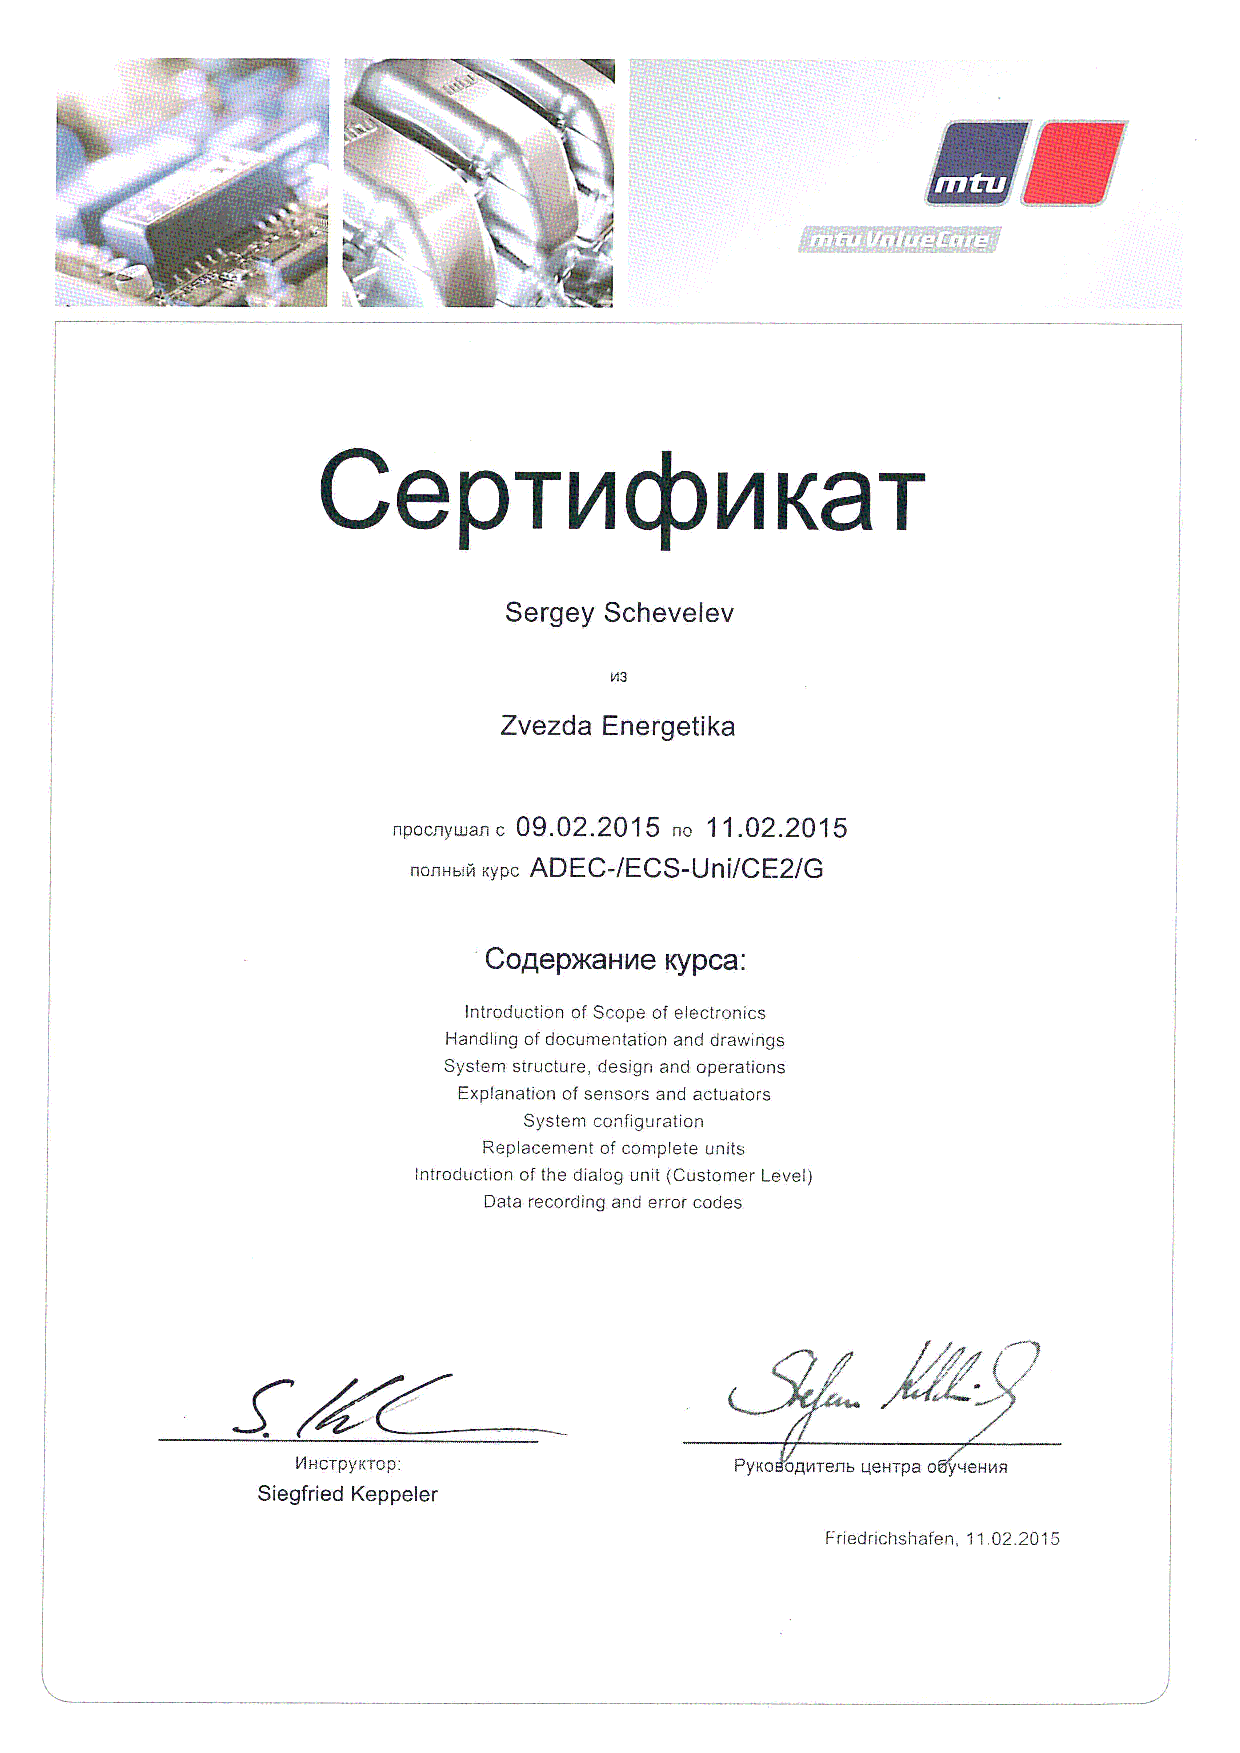 mtu
mtu ValueCare
Сертификат
Sergey Schevelev
из
Zvezda Energetika
прослушал с 09.02.2015 по 11.02.2015
полный курс ADEC-/ECS-Uni/CE2/G
Содержание курса:
Introduction of Scope of electronics
Handling of documentation and drawings
System structure, design and operations
Explanation of sensors and actuators
System configuration
Replacement of complete units
Introduction of the dialog unit (Customer Level)
Data recording and error codes
Инструктор:
Siegfried Keppeler
Stefan
Руководитель центра обучения
Friedrichshafen, 11.02.2015